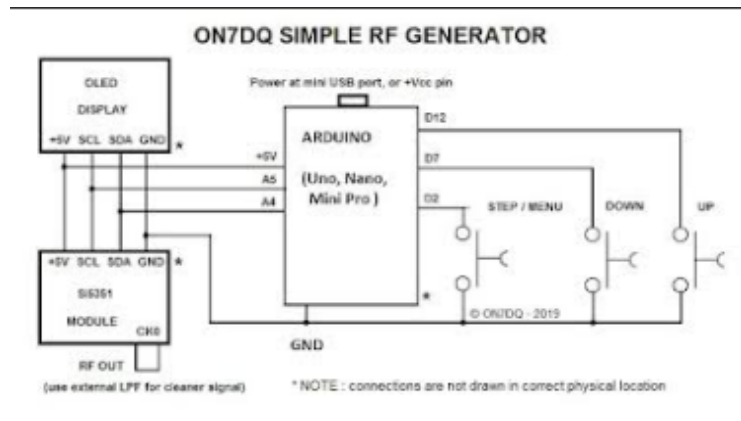 ON7DQ SIMPLE RF GENERATOR
OLED
DISPLAY
+5V SCL SDA GND
*
Power at mini USB port, or +Vcc pin
ARDUINO
(Uno, Nano,
Mini Pro )
+5V
A5
A4
D12
D7
D2
STEP / MENU
DOWN
UP
+5V SCL SDA GND
*
Si5351
MODULE
CK0
*
© ON7DQ - 2019
GND
RF OUT
(use external LPF for cleaner signal)
* NOTE : connections are not drawn in correct physical location